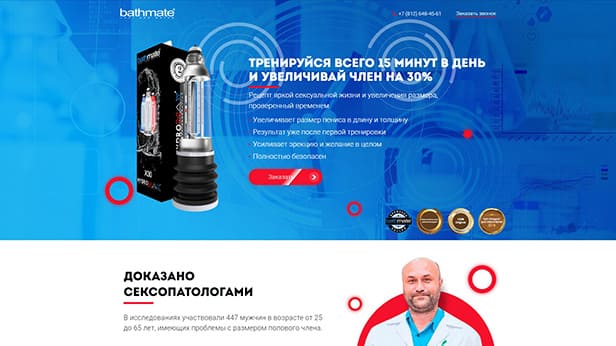 bathmate
+7 (812) 648-45-61
Заказать звонок
ТРЕНИРУЙСЯ ВСЕГО 15 МИНУТ В ДЕНЬ
И УВЕЛИЧИВАЙ ЧЛЕН НА 30%
Рецепт яркой сексуальной жизни и увеличения размера,
проверенный временем
Увеличивает размер пениса в длину и толщину
Результат уже после первой тренировки
Усиливает эрекцию и желание в целом
Полностью безопасен
Заказать
X30
ДОКАЗАНО
СЕКСОПАТОЛОГАМИ
В исследованиях участвовали 447 мужчин в возрасте от 25
до 65 лет, имеющих проблемы с размером полового члена.